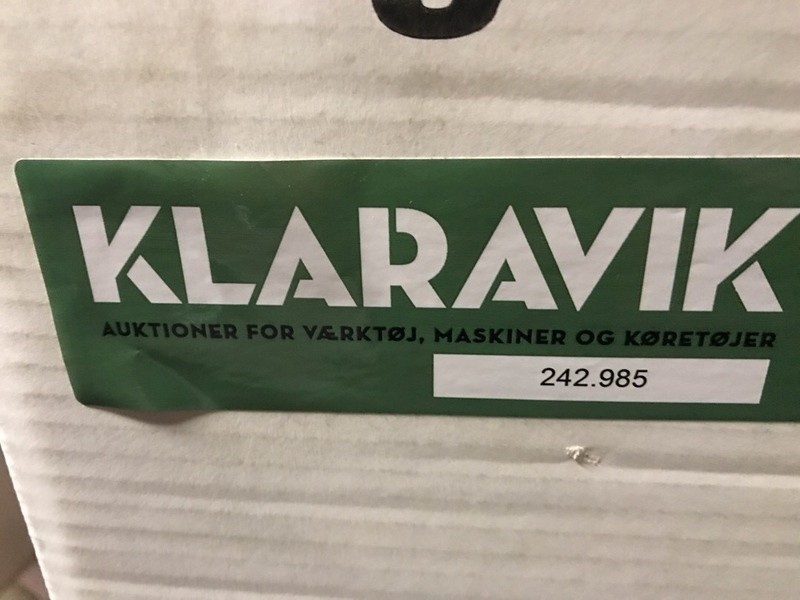 KLARAVIK
AUKTIONER FOR VÆRKTØJ, MASKINER OG KØRETØJER
242.985